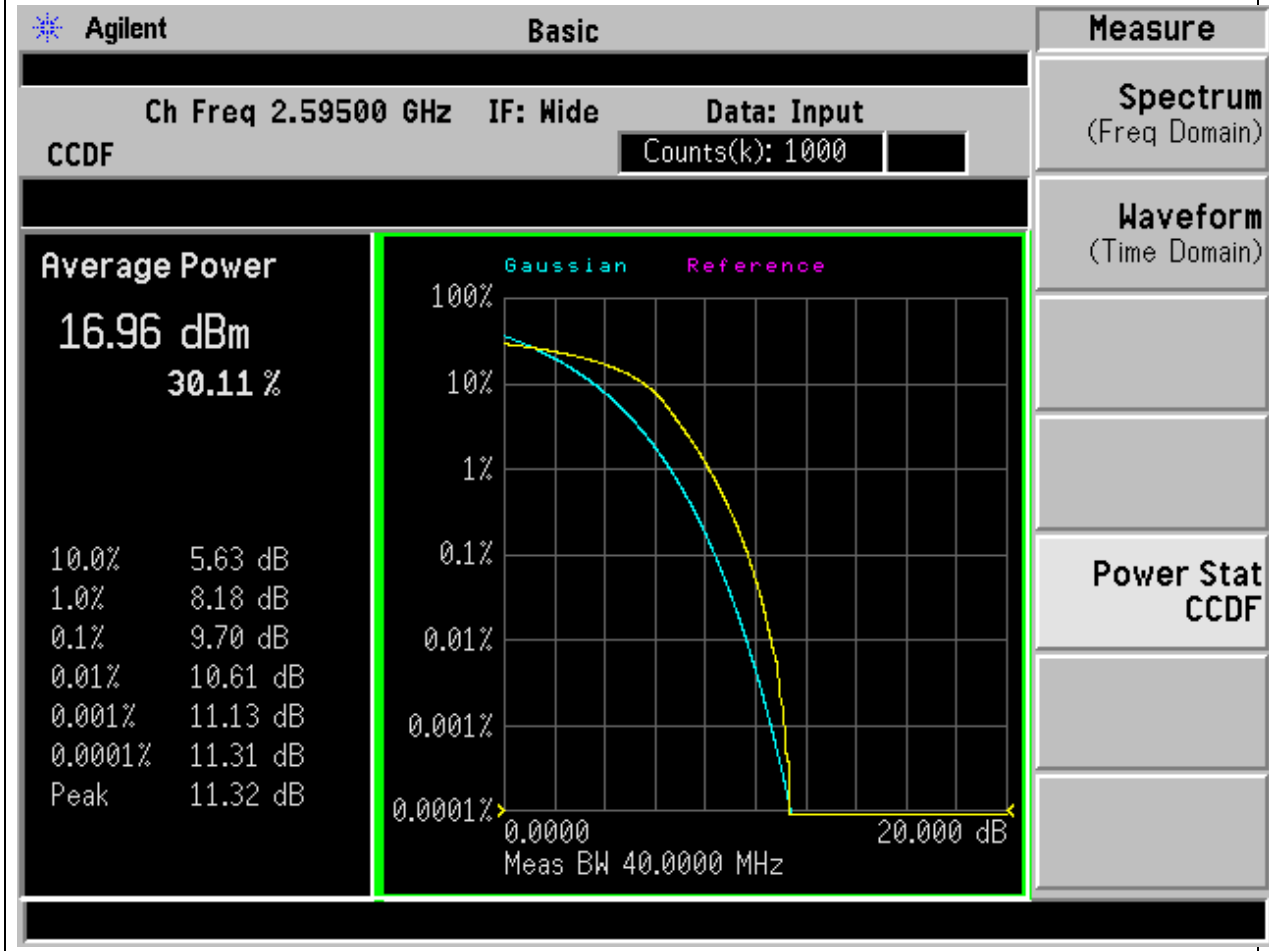 Agilent
Basic
Measure
Ch Freq 2.59500 GHz IF: Wide Data: Input
CCDF
Counts(k): 1000
Spectrum
(Freq Domain)
Waveform
(Time Domain)
Power Stat
CCDF
Average Power
16.96 dBm
30.11 %
10.0% 5.63 dB
1.0% 8.18 dB
0.1% 9.70 dB
0.01% 10.61 dB
0.001% 11.13 dB
0.0001% 11.31 dB
Peak 11.32 dB
Gaussian Reference
100%
10%
1%
0.1%
0.01%
0.001%
0.0001%
0.0000 20.000 dB
Meas BW 40.0000 MHz